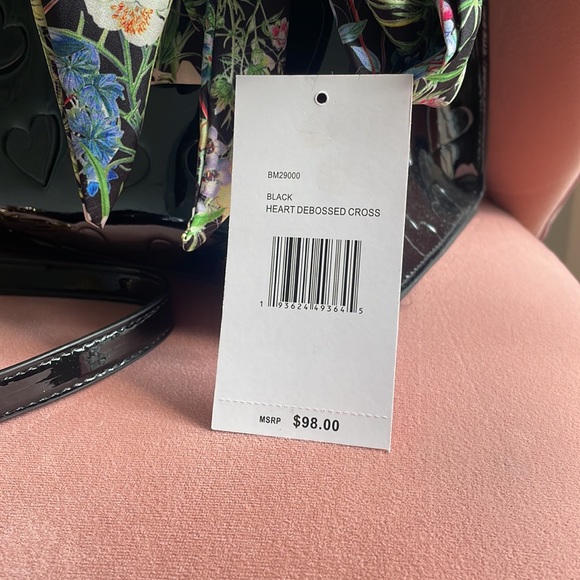 BM29000
BLACK
HEART DEBOSSED CROSS
1 93624 49364 5
MSRP $98.00